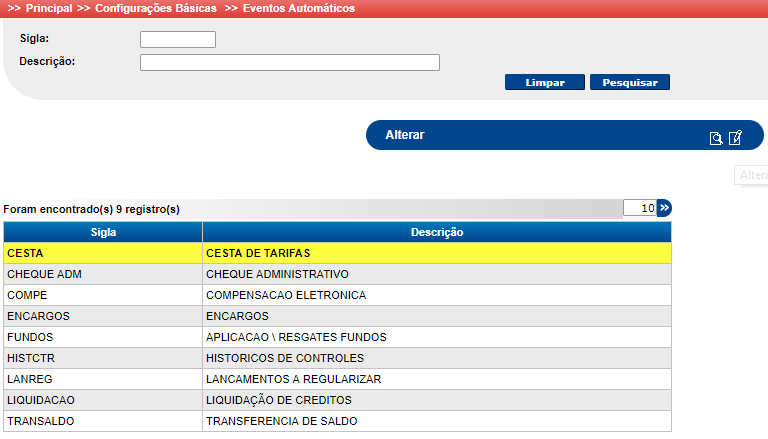 >> Principal >> Configurações Básicas >> Eventos Automáticos
Sigla:
Descrição:
Limpar Pesquisar
Alterar
Altera
Foram encontrado(s) 9 registro(s) 10
Sigla Descrição
CESTA CESTA DE TARIFAS
CHEQUE ADM CHEQUE ADMINISTRATIVO
COMPE COMPENSACAO ELETRONICA
ENCARGOS ENCARGOS
FUNDOS APLICACAO \ RESGATES FUNDOS
HISTCTR HISTORICOS DE CONTROLES
LANREG LANCAMENTOS A REGULARIZAR
LIQUIDACAO LIQUIDAÇÃO DE CREDITOS
TRANSALDO TRANSFERENCIA DE SALDO